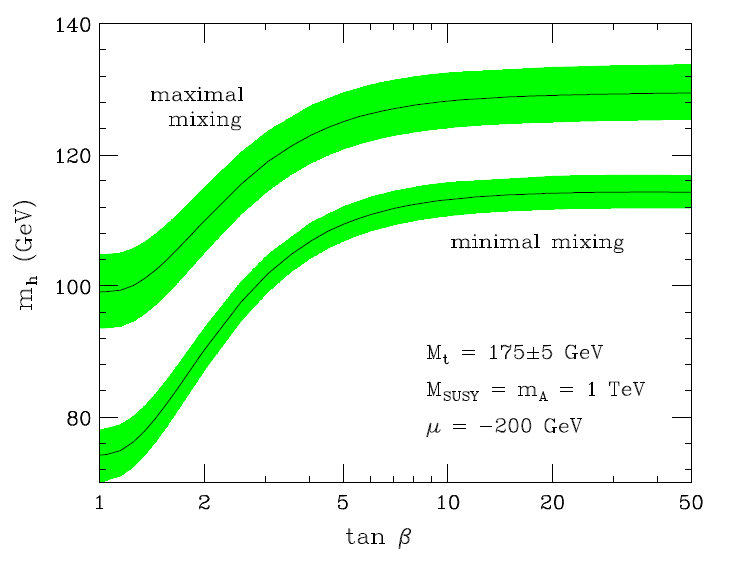 140
120
100
80
m_h (GeV)
maximal
mixing
minimal mixing
M_t = 175±5 GeV
M_SUSY = m_A = 1 TeV
μ = −200 GeV
1 2 5 10 20 50
tan β